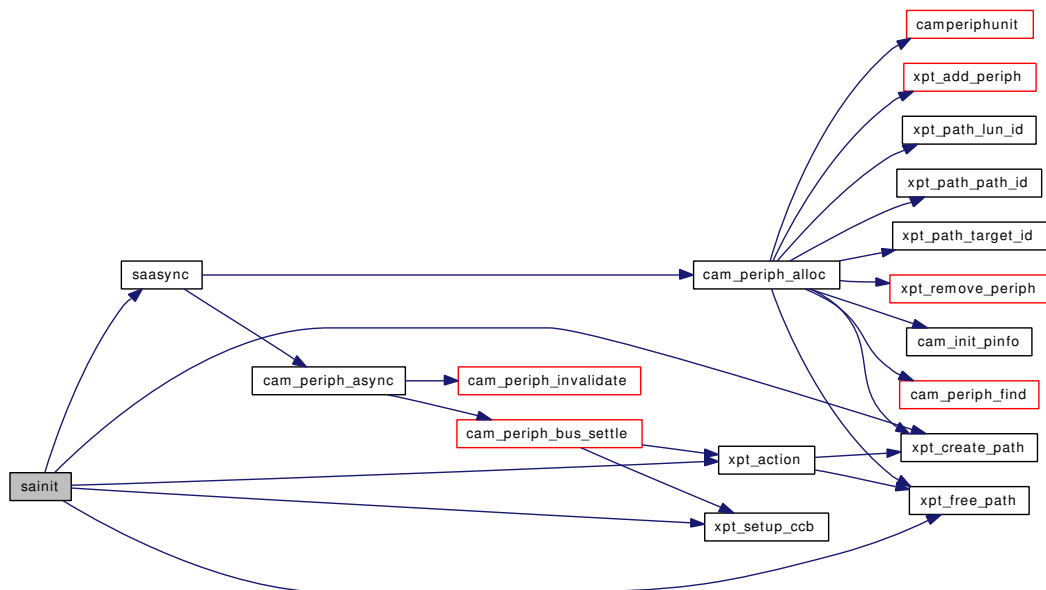 camperiphunit
xpt_add_periph
xpt_path_lun_id
xpt_path_path_id
xpt_path_target_id
saasync
cam_periph_alloc
xpt_remove_periph
cam_init_pinfo
cam_periph_async
cam_periph_invalidate
cam_periph_find
cam_periph_bus_settle
xpt_create_path
xpt_action
sainit
xpt_free_path
xpt_setup_ccb